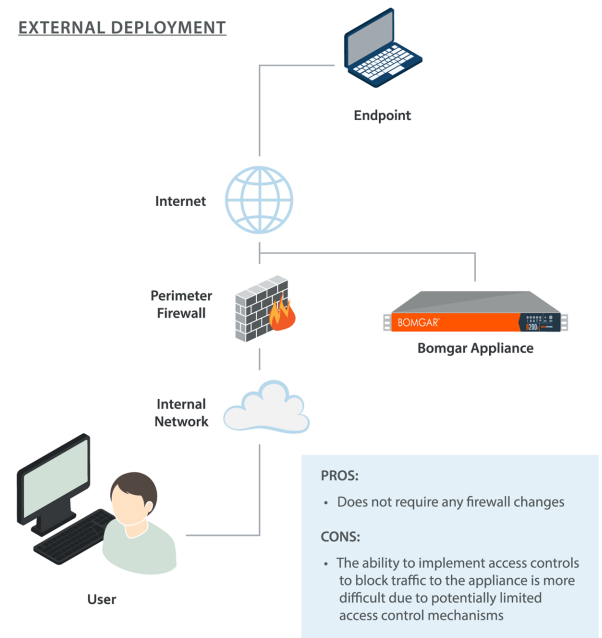 EXTERNAL DEPLOYMENT
Endpoint
Internet
Perimeter
Firewall
BOMGAR
Bomgar Appliance
Internal
Network
User
PROS:
• Does not require any firewall changes
CONS:
• The ability to implement access controls
to block traffic to the appliance is more
difficult due to potentially limited
access control mechanisms